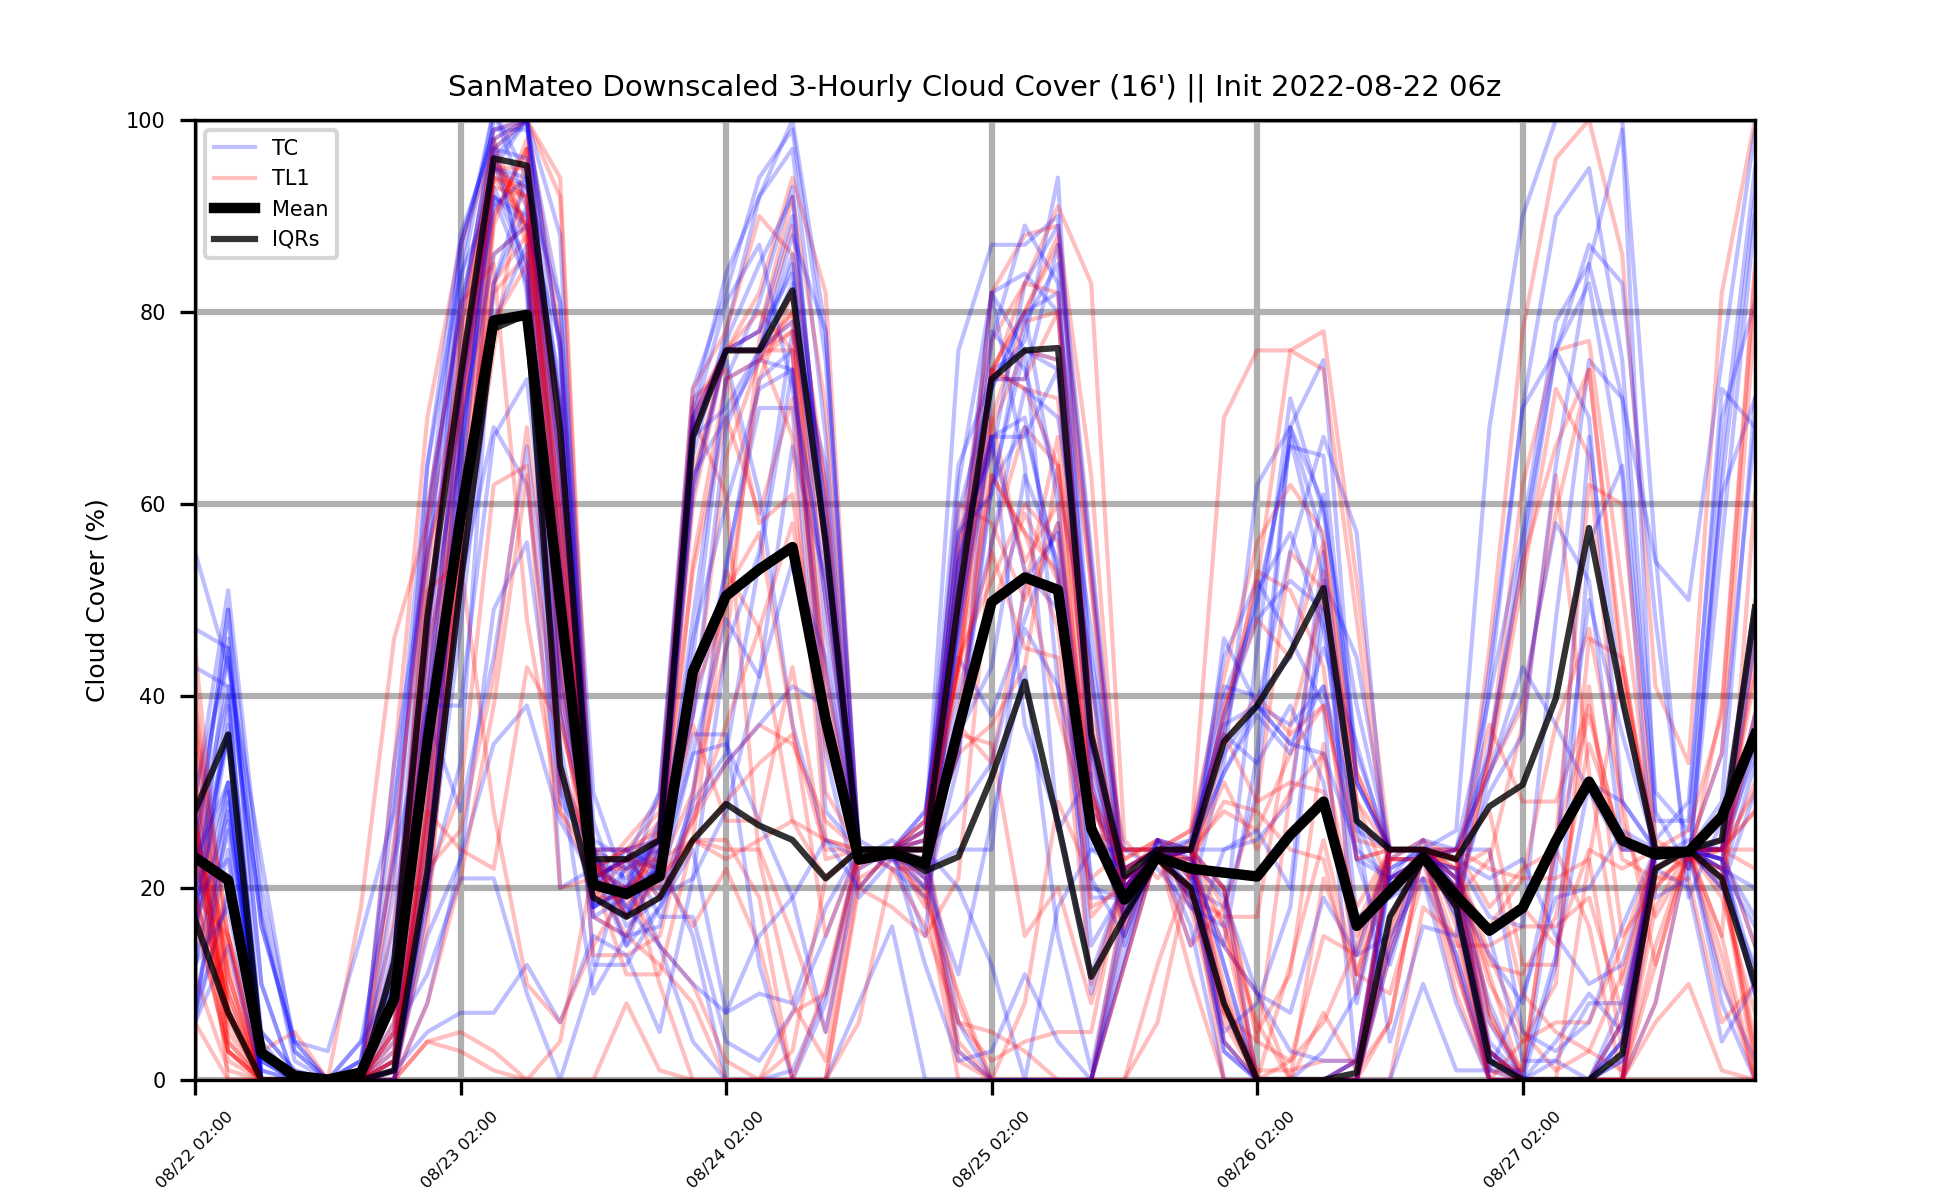 SanMateo Downscaled 3-Hourly Cloud Cover (16') || Init 2022-08-22 06z
100
80
60
40
20
0
Cloud Cover (%)
TC
TL1
Mean
IQRs
08/22 02:00
08/23 02:00
08/24 02:00
08/25 02:00
08/26 02:00
08/27 02:00